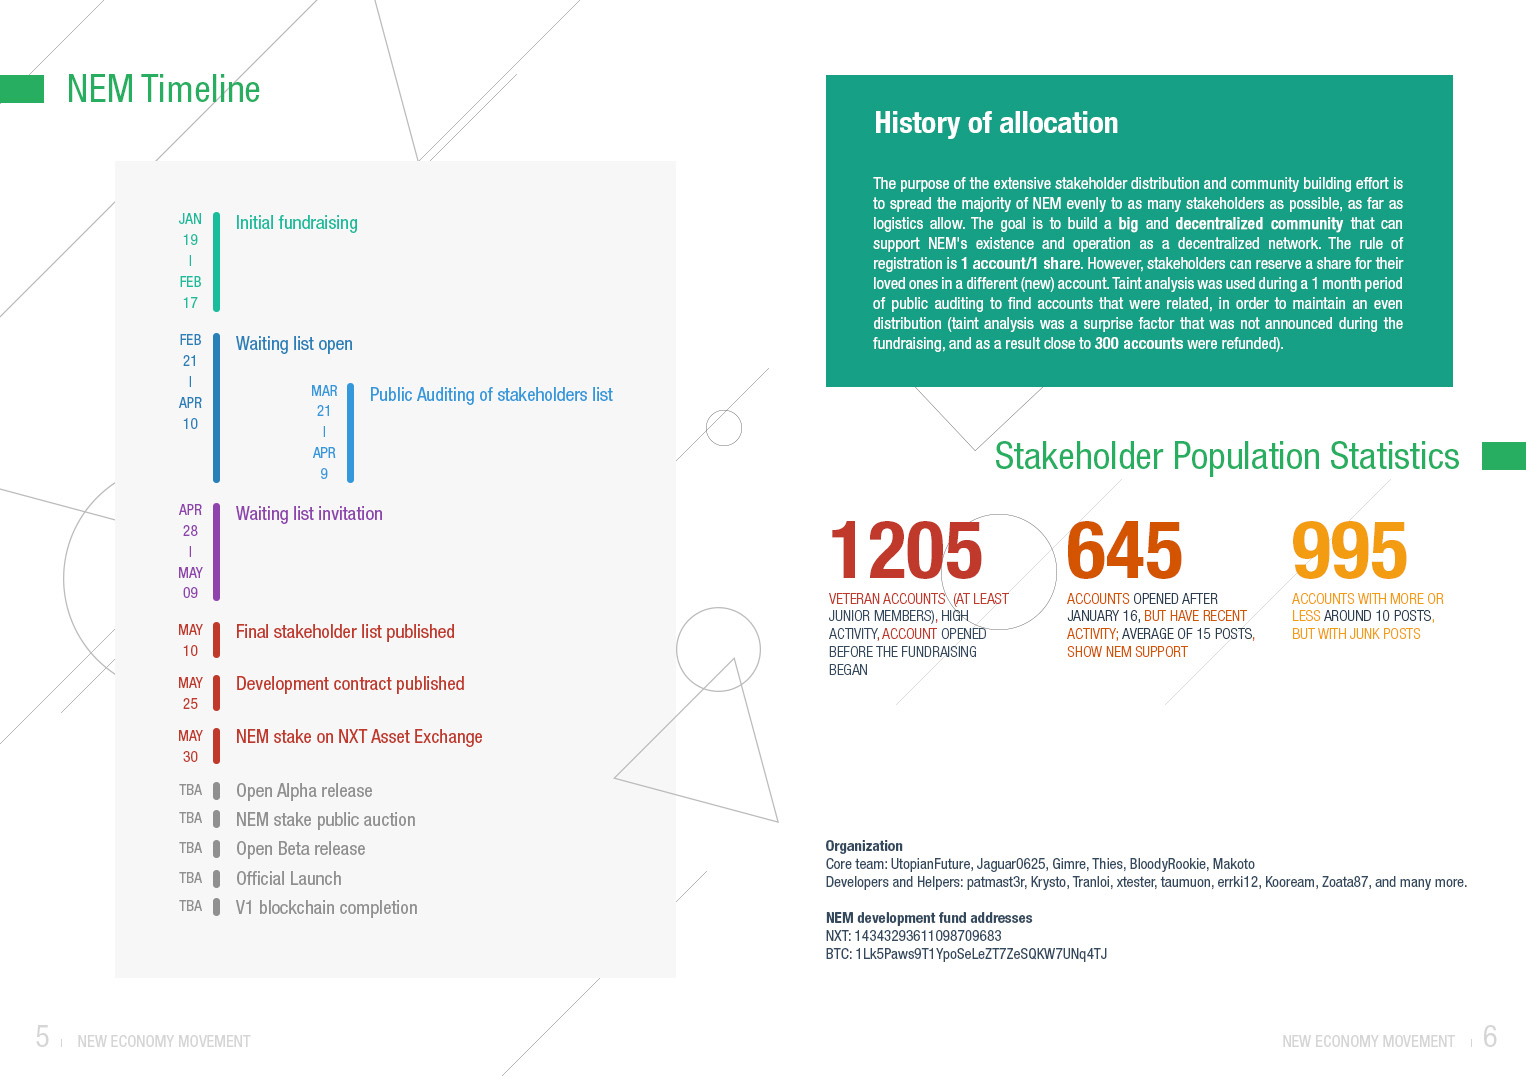 NEM Timeline
JAN
19
|
FEB
17
Initial fundraising
FEB
21
|
APR
10
Waiting list open
MAR
21
|
APR
9
Public Auditing of stakeholders list
APR
28
|
MAY
09
Waiting list invitation
MAY
10
Final stakeholder list published
MAY
25
Development contract published
MAY
30
NEM stake on NXT Asset Exchange
TBA Open Alpha release
TBA NEM stake public auction
TBA Open Beta release
TBA Official Launch
TBA V1 blockchain completion
5 | NEW ECONOMY MOVEMENT
History of allocation
The purpose of the extensive stakeholder distribution and community building effort is
to spread the majority of NEM evenly to as many stakeholders as possible, as far as
logistics allow. The goal is to build a big and decentralized community that can
support NEM's existence and operation as a decentralized network. The rule of
registration is 1 account/1 share. However, stakeholders can reserve a share for their
loved ones in a different (new) account. Taint analysis was used during a 1 month period
of public auditing to find accounts that were related, in order to maintain an even
distribution (taint analysis was a surprise factor that was not announced during the
fundraising, and as a result close to 300 accounts were refunded).
Stakeholder Population Statistics
1205
VETERAN ACCOUNTS (AT LEAST
JUNIOR MEMBERS), HIGH
ACTIVITY, ACCOUNT OPENED
BEFORE THE FUNDRAISING
BEGAN
645
ACCOUNTS OPENED AFTER
JANUARY 16, BUT HAVE RECENT
ACTIVITY; AVERAGE OF 15 POSTS,
SHOW NEM SUPPORT
995
ACCOUNTS WITH MORE OR
LESS AROUND 10 POSTS,
BUT WITH JUNK POSTS
Organization
Core team: UtopianFuture, Jaguar0625, Gimre, Thies, BloodyRookie, Makoto
Developers and Helpers: patmast3r, Krysto, Tranloi, xtester, taumuon, errki12, Kooream, Zoata87, and many more.
NEM development fund addresses
NXT: 14343293611098709683
BTC: 1Lk5Paws9T1YpoSeLeZT7ZeSQKW7UNq4TJ
NEW ECONOMY MOVEMENT | 6